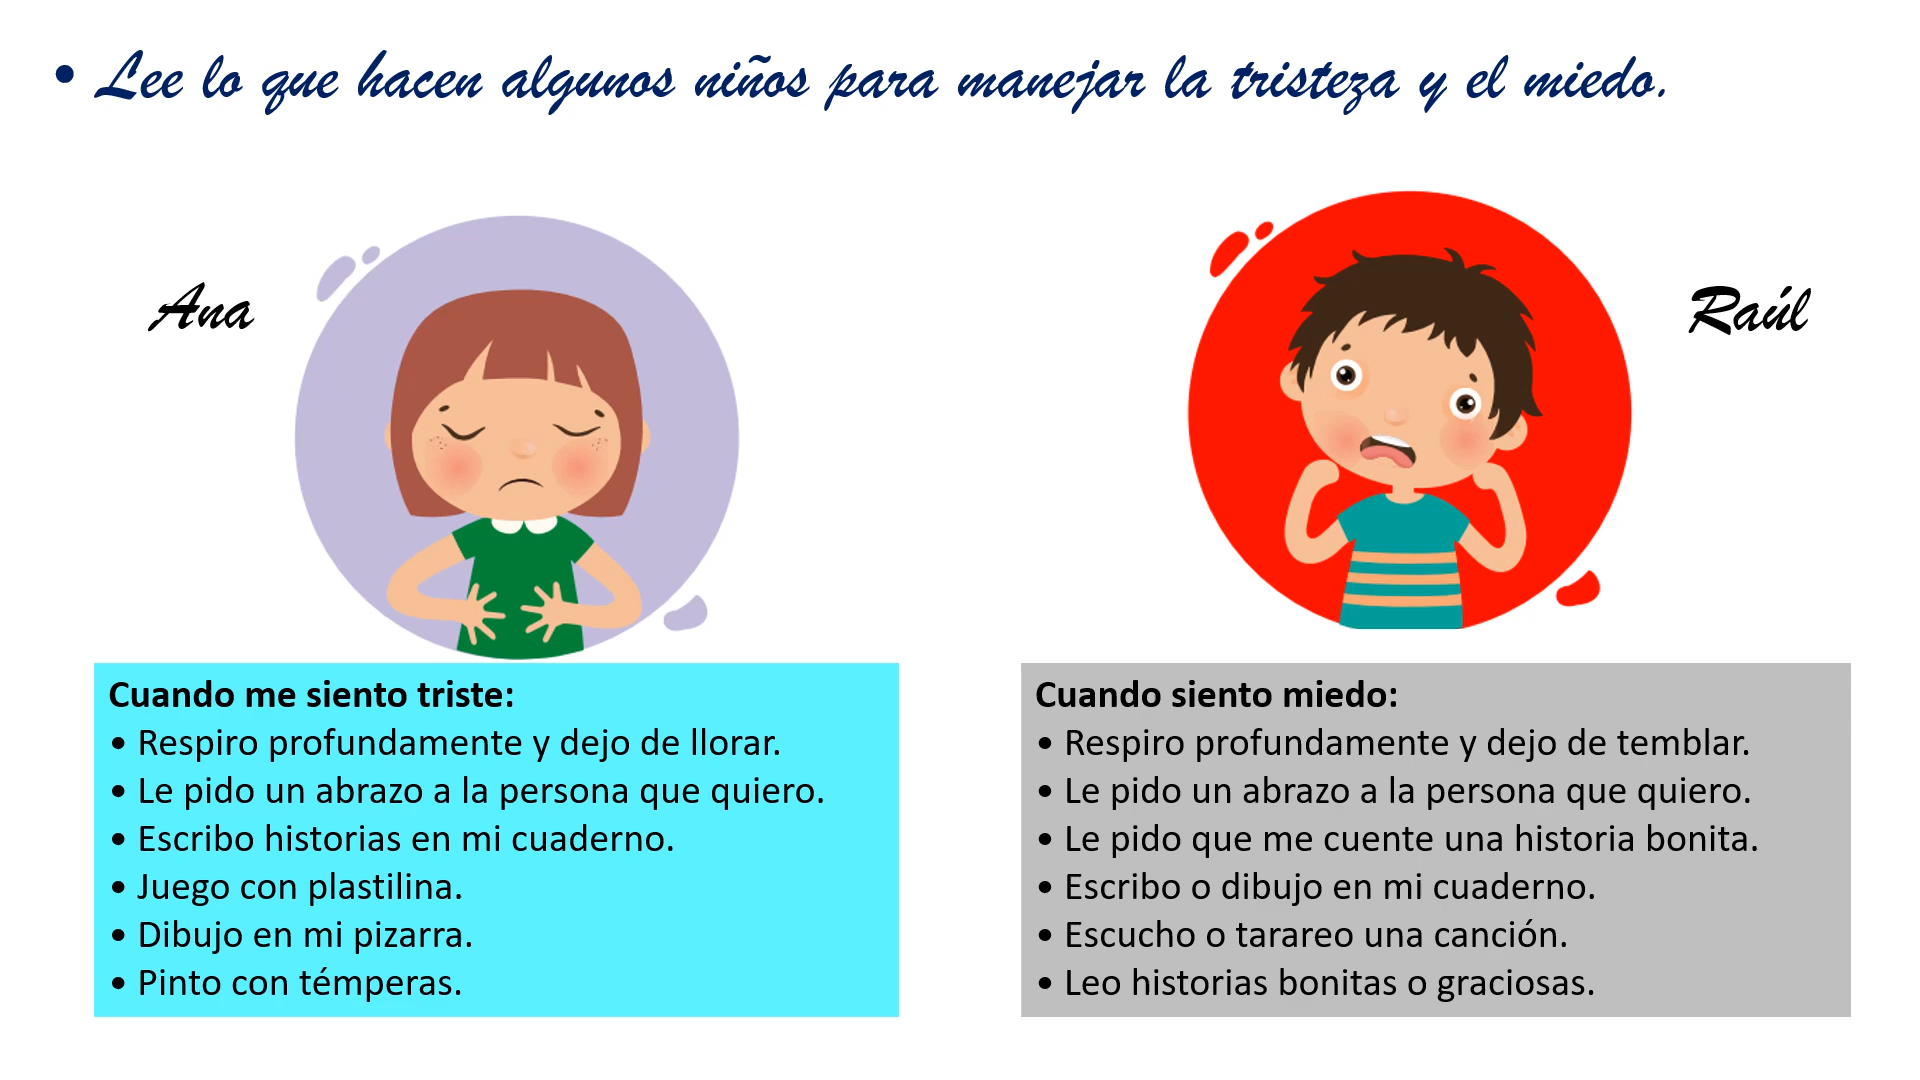 • Lee lo que hacen algunos niños para manejar la tristeza y el miedo.
Ana
Raúl
Cuando me siento triste:
• Respiro profundamente y dejo de llorar.
• Le pido un abrazo a la persona que quiero.
• Escribo historias en mi cuaderno.
• Juego con plastilina.
• Dibujo en mi pizarra.
• Pinto con témperas.
Cuando siento miedo:
• Respiro profundamente y dejo de temblar.
• Le pido un abrazo a la persona que quiero.
• Le pido que me cuente una historia bonita.
• Escribo o dibujo en mi cuaderno.
• Escucho o tarareo una canción.
• Leo historias bonitas o graciosas.